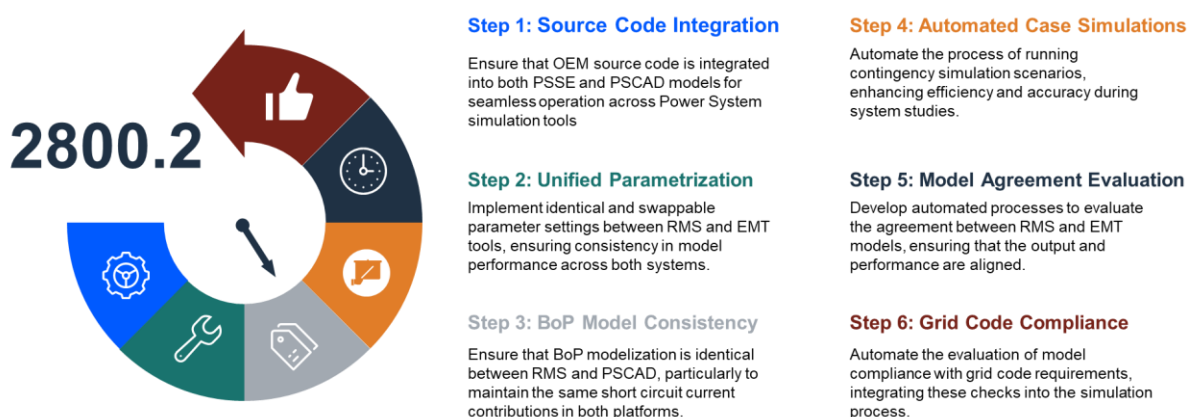 2800.2
Step 1: Source Code Integration
Ensure that OEM source code is integrated
into both PSSE and PSCAD models for
seamless operation across Power System
simulation tools
Step 2: Unified Parametrization
Implement identical and swappable
parameter settings between RMS and EMT
tools, ensuring consistency in model
performance across both systems.
Step 3: BoP Model Consistency
Ensure that BoP modelization is identical
between RMS and PSCAD, particularly to
maintain the same short circuit current
contributions in both platforms.
Step 4: Automated Case Simulations
Automate the process of running
contingency simulation scenarios,
enhancing efficiency and accuracy during
system studies.
Step 5: Model Agreement Evaluation
Develop automated processes to evaluate
the agreement between RMS and EMT
models, ensuring that the output and
performance are aligned.
Step 6: Grid Code Compliance
Automate the evaluation of model
compliance with grid code requirements,
integrating these checks into the simulation
process.